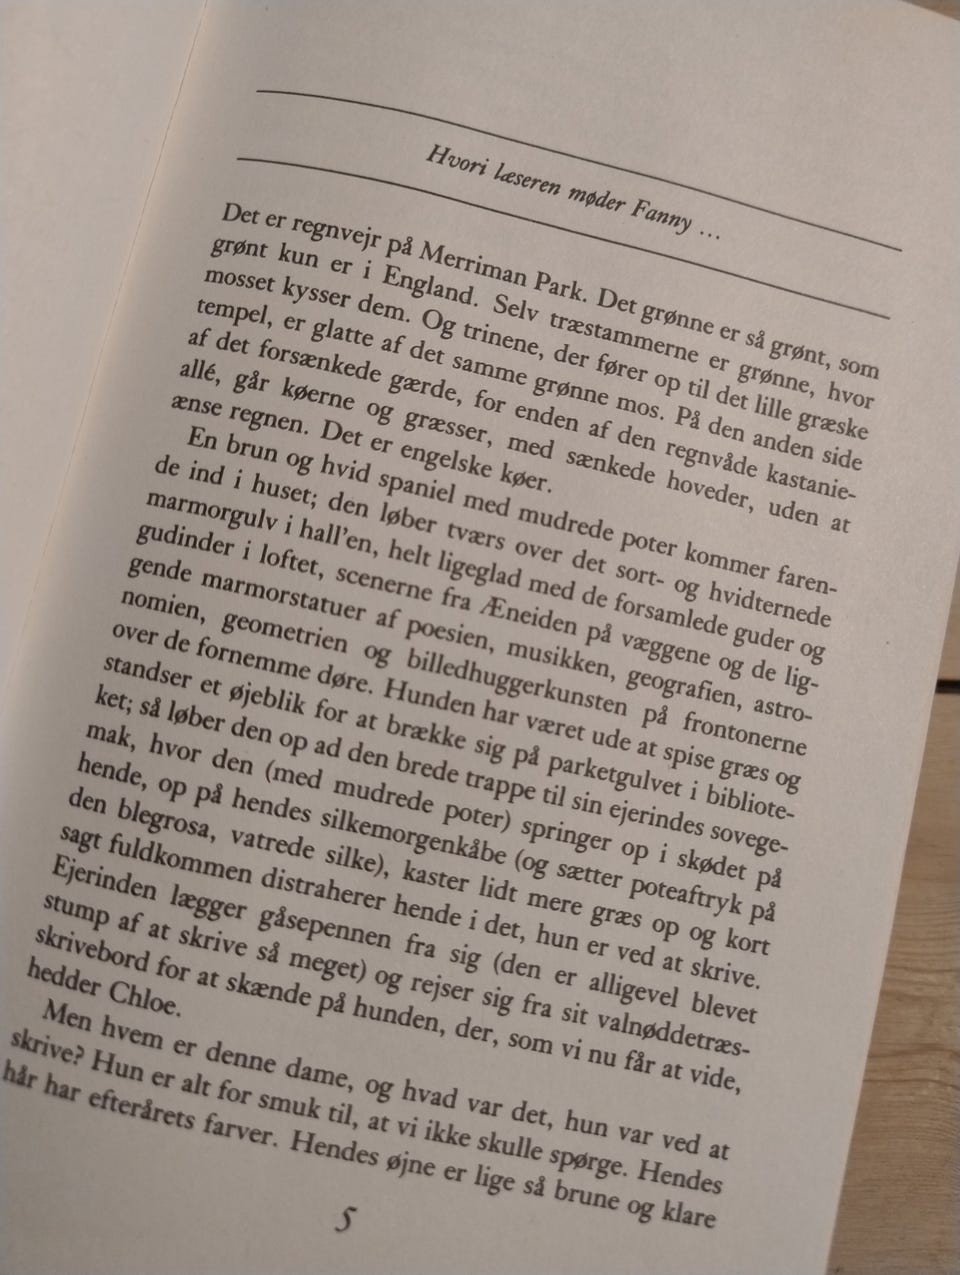 Hvori læseren møder Fanny ...
Det er regnvejr på Merriman Park. Det grønne er så grønt, som
grønt kun er i England. Selv træstammerne er grønne, hvor
mosset kysser dem. Og trinene, der fører op til det lille græske
tempel, er glatte af det samme grønne mos. På den anden side
af det forsænkede gærde, for enden af den regnvåde kastanie-
allé, går køerne og græsser, med sænkede hoveder, uden at
ænse regnen. Det er engelske køer.
En brun og hvid spaniel med mudrede poter kommer faren-
de ind i huset; den løber tværs over det sort- og hvidternede
marmorgulv i hall'en, helt ligeglad med de forsamlede guder og
gudinder i loftet, scenerne fra Æneiden på væggene og de lig-
gende marmorstatuer af poesien, musikken, geografien, astro-
nomien, geometrien og billedhuggerkunsten på frontonerne
over de fornemme døre. Hunden har været ude at spise græs og
standser et øjeblik for at brække sig på parketgulvet i bibliote-
ket; så løber den op ad den brede trappe til sin ejerindes sovege-
mak, hvor den (med mudrede poter) springer op i skødet på
hende, op på hendes silkemorgenkåbe (og sætter poteaftryk på
den blegrosa, vatrede silke), kaster lidt mere græs op og kort
sagt fuldkommen distraherer hende i det, hun er ved at skrive.
Ejerinden lægger gåsepennen fra sig (den er alligevel blevet
stump af at skrive så meget) og rejser sig fra sit valnøddetræs-
skrivebord for at skænde på hunden, der, som vi nu får at vide,
hedder Chloe.
Men hvem er denne dame, og hvad var det, hun var ved at
skrive? Hun er alt for smuk til, at vi ikke skulle spørge. Hendes
hår har efterårets farver. Hendes øjne er lige så brune og klare
5